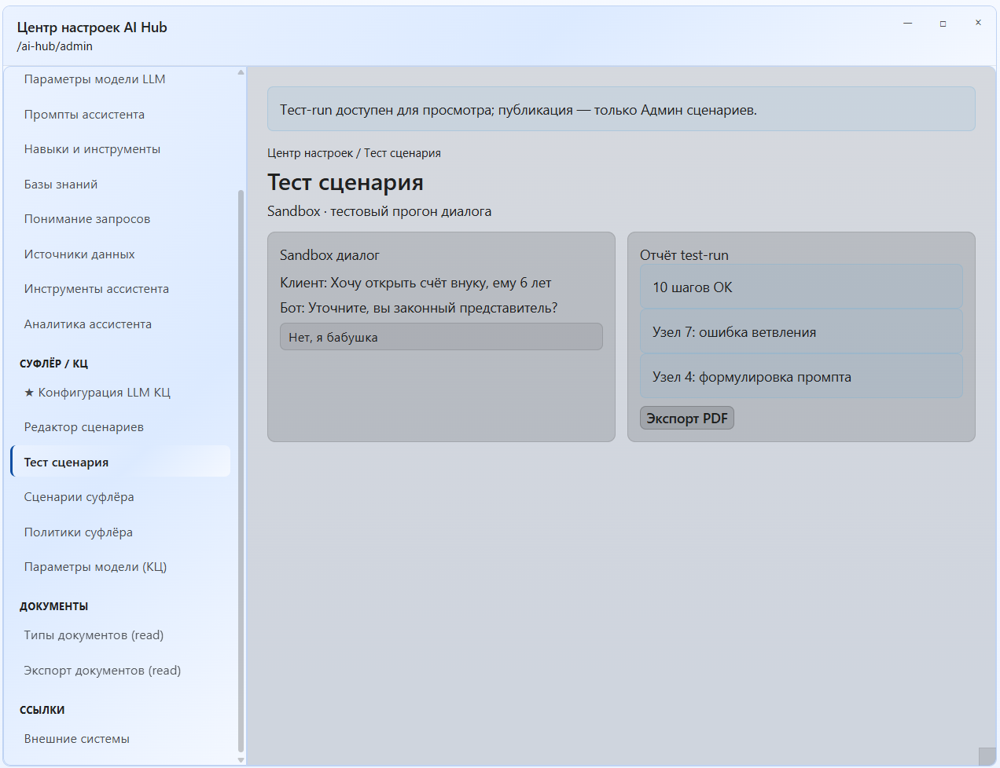 Центр настроек AI Hub
/ai-hub/admin
Параметры модели LLM
Промпты ассистента
Навыки и инструменты
Базы знаний
Понимание запросов
Источники данных
Инструменты ассистента
Аналитика ассистента
СУФЛЁР / КЦ
★ Конфигурация LLM КЦ
Редактор сценариев
Тест сценария
Сценарии суфлёра
Политики суфлёра
Параметры модели (КЦ)
ДОКУМЕНТЫ
Типы документов (read)
Экспорт документов (read)
ССЫЛКИ
Внешние системы
Тест-run доступен для просмотра; публикация — только Админ сценариев.
Центр настроек / Тест сценария
Тест сценария
Sandbox · тестовый прогон диалога
Sandbox диалог
Клиент: Хочу открыть счёт внуку, ему 6 лет
Бот: Уточните, вы законный представитель?
Нет, я бабушка
Отчёт test-run
10 шагов OK
Узел 7: ошибка ветвления
Узел 4: формулировка промпта
Экспорт PDF